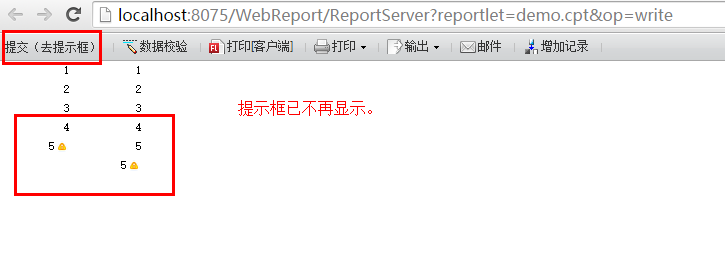 localhost:8075/WebReport/ReportServer?reportlet=demo.cpt&op=write
提交（去提示框） 数据校验 打印[客户端] 打印 输出 邮件 增加记录
1 1
2 2
3 3
提示框已不再显示。
4 4
5 5
5